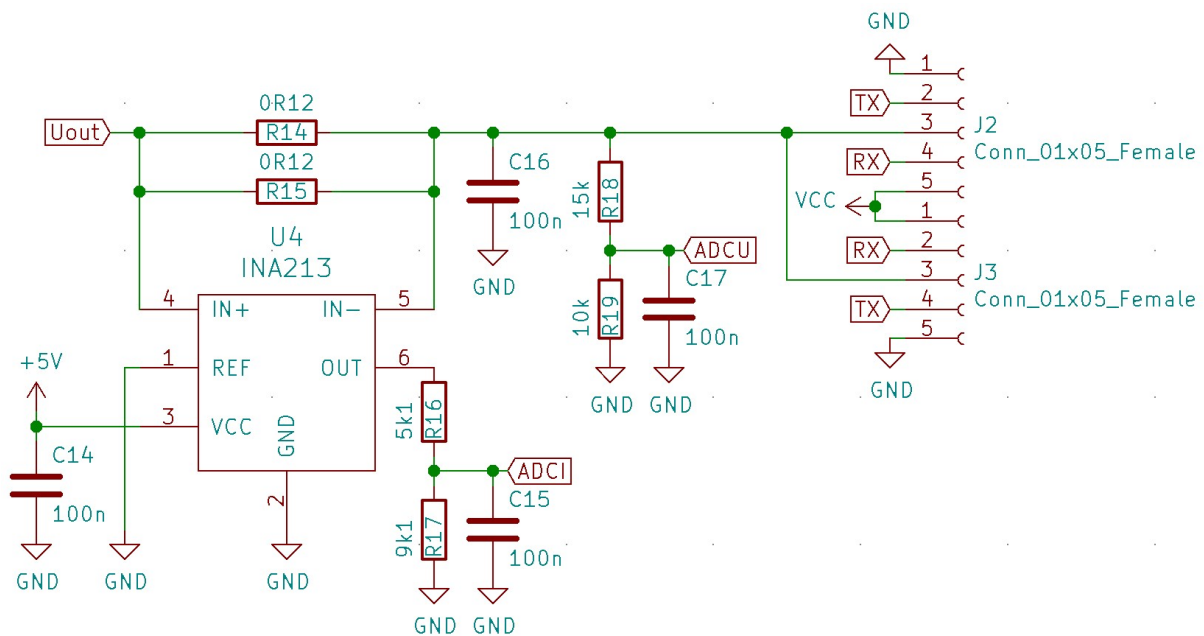 GND
1
TX 2
Uout
0R12
R14
3 J2
Conn_01x05_Female
0R12
R15
C16
100n
GND
15k R18
RX 4
5
VCC
1
U4
INA213
ADCU
RX 2
C17
100n
10k R19
3 J3
Conn_01x05_Female
4 IN+ IN- 5
TX 4
5
GND
+5V
1 REF OUT 6
GND GND
3 VCC
GND
2
5k1 R16
C14
100n
ADCI
C15
100n
9k1 R17
GND GND GND
GND GND